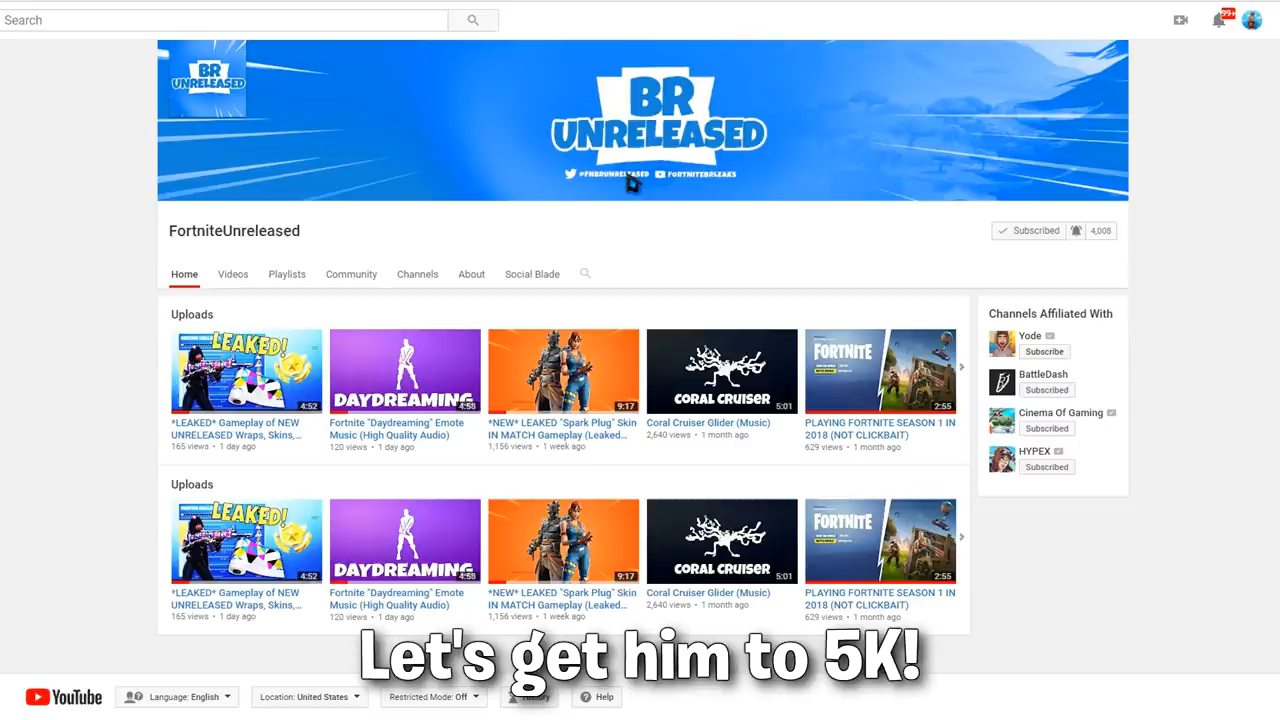 Search
99+
BR
UNRELEASED
BR
UNRELEASED
@FNBRUNRELEASED FORTNITEBRLEAKS
FortniteUnreleased
Subscribed 4,008
Home Videos Playlists Community Channels About Social Blade
Uploads
LEAKED!
4:52
DAYDREAMING
4:58
9:17
CORAL CRUISER
5:01
FORTNITE
2:55
*LEAKED* Gameplay of NEW
UNRELEASED Wraps, Skins,...
165 views • 1 day ago
Fortnite "Daydreaming" Emote
Music (High Quality Audio)
120 views • 1 day ago
*NEW* LEAKED "Spark Plug" Skin
IN MATCH Gameplay (Leaked...
1,156 views • 1 week ago
Coral Cruiser Glider (Music)
2,640 views • 1 month ago
PLAYING FORTNITE SEASON 1 IN
2018 (NOT CLICKBAIT)
629 views • 1 month ago
Uploads
LEAKED!
4:52
DAYDREAMING
4:58
9:17
CORAL CRUISER
5:01
FORTNITE
2:55
*LEAKED* Gameplay of NEW
UNRELEASED Wraps, Skins,...
165 views • 1 day ago
Fortnite "Daydreaming" Emote
Music (High Quality Audio)
120 views • 1 day ago
*NEW* LEAKED "Spark Plug" Skin
IN MATCH Gameplay (Leaked...
1,156 views • 1 week ago
Coral Cruiser Glider (Music)
2,640 views • 1 month ago
PLAYING FORTNITE SEASON 1 IN
2018 (NOT CLICKBAIT)
629 views • 1 month ago
Channels Affiliated With
Yode
Subscribe
BattleDash
Subscribed
Cinema Of Gaming
Subscribed
HYPEX
Subscribed
Let's get him to 5K!
YouTube Language: English Location: United States Restricted Mode: Off History Help